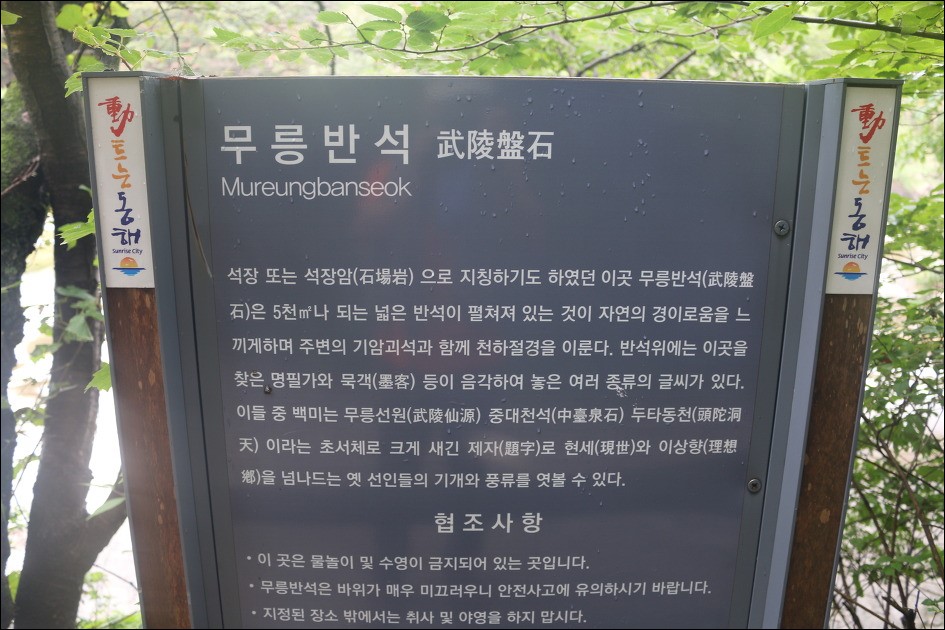 動
트는
동해
Sunrise City
무릉반석 武陵盤石
Mureungbanseok
석장 또는 석장암(石場岩) 으로 지칭하기도 하였던 이곳 무릉반석(武陵盤
石)은 5천㎡나 되는 넓은 반석이 펼쳐져 있는 것이 자연의 경이로움을 느
끼게하며 주변의 기암괴석과 함께 천하절경을 이룬다. 반석위에는 이곳을
찾은 명필가와 묵객(墨客) 등이 음각하여 놓은 여러 종류의 글씨가 있다.
이들 중 백미는 무릉선원(武陵仙源) 중대천석(中臺泉石) 두타동천(頭陀洞
天) 이라는 초서체로 크게 새긴 제자(題字)로 현세(現世)와 이상향(理想
鄕)을 넘나드는 옛 선인들의 기개와 풍류를 엿볼 수 있다.
협조사항
· 이 곳은 물놀이 및 수영이 금지되어 있는 곳입니다.
· 무릉반석은 바위가 매우 미끄러우니 안전사고에 유의하시기 바랍니다.
· 지정된 장소 밖에서는 취사 및 야영을 하지 맙시다.
動
트는
동해
Sunrise City